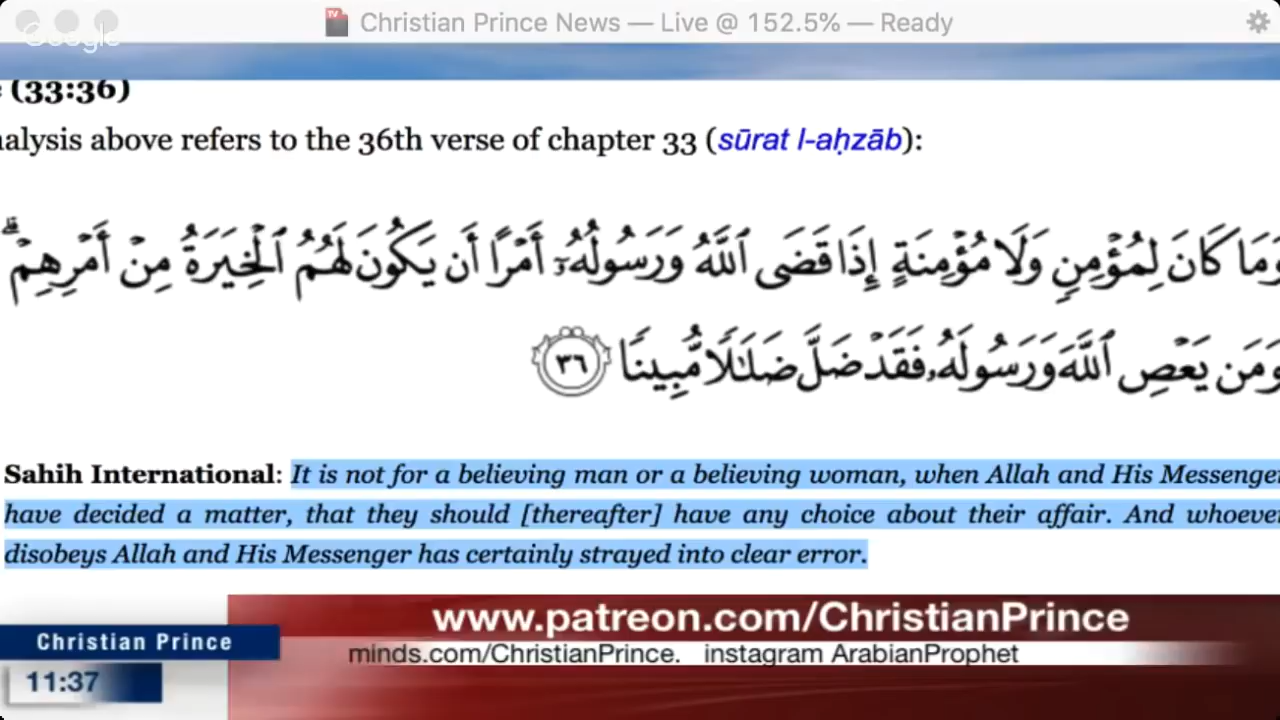 Christian Prince News — Live @ 152.5% — Ready
Google
(33:36)
nalysis above refers to the 36th verse of chapter 33 (sūrat l-aḥzāb):
وَمَا كَانَ لِمُؤْمِنٍ وَلَا مُؤْمِنَةٍ إِذَا قَضَى ٱللَّهُ وَرَسُولُهُۥٓ أَمْرًا أَن يَكُونَ لَهُمُ ٱلْخِيَرَةُ مِنْ أَمْرِهِمْ ۗ
وَمَن يَعْصِ ٱللَّهَ وَرَسُولَهُۥ فَقَدْ ضَلَّ ضَلَـٰلًا مُّبِينًا ٣٦
Sahih International: It is not for a believing man or a believing woman, when Allah and His Messenger
have decided a matter, that they should [thereafter] have any choice about their affair. And whoever
disobeys Allah and His Messenger has certainly strayed into clear error.
www.patreon.com/ChristianPrince
Christian Prince
minds.com/ChristianPrince. instagram ArabianProphet
11:37